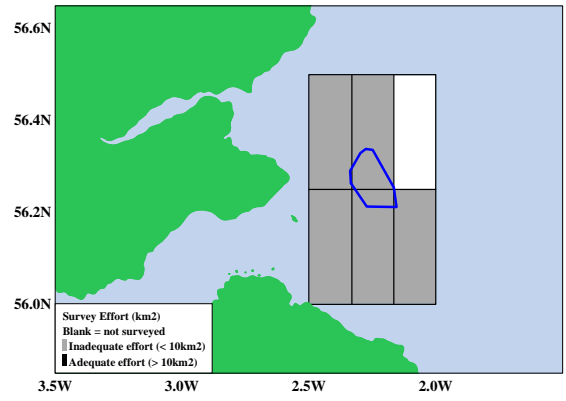 56.6N
56.4N
56.2N
56.0N
Survey Effort (km2)
Blank = not surveyed
Inadequate effort (< 10km2)
Adequate effort (> 10km2)
3.5W 3.0W 2.5W 2.0W